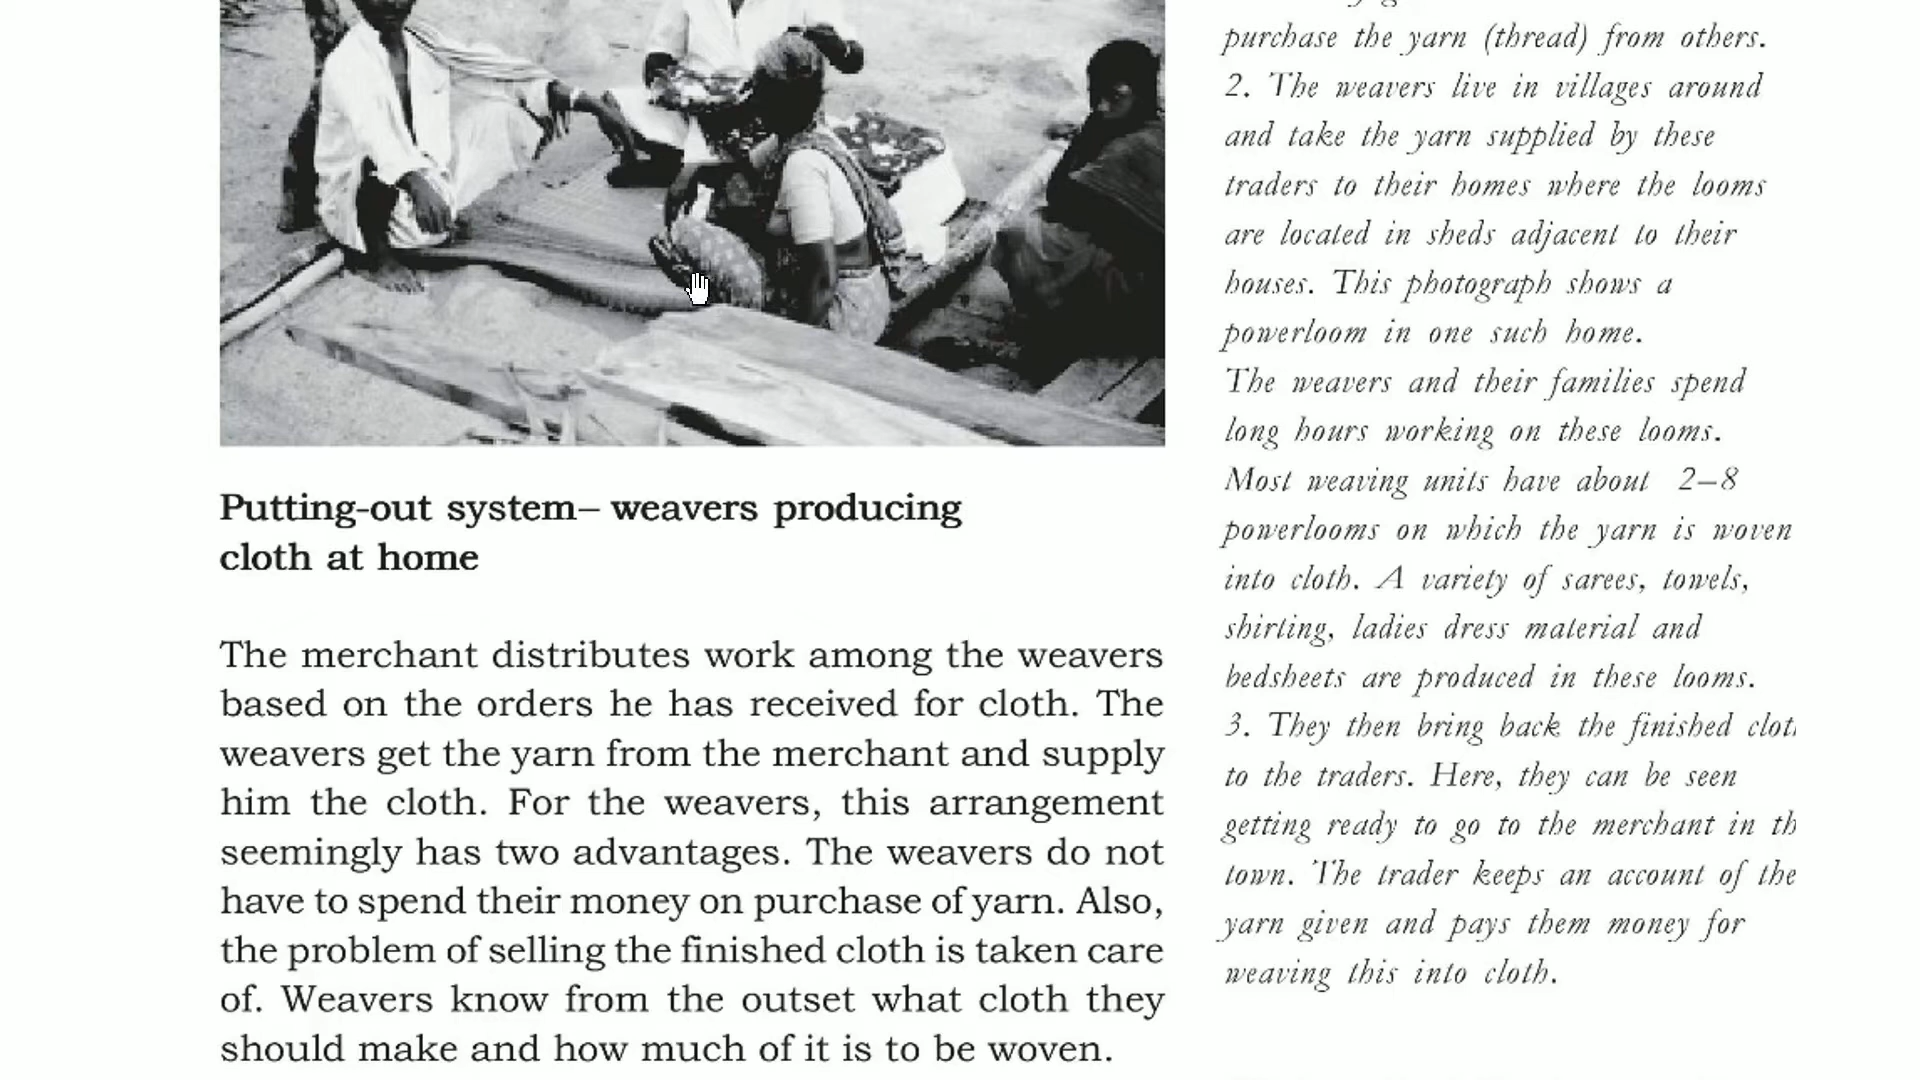 Putting-out system– weavers producing
cloth at home
The merchant distributes work among the weavers
based on the orders he has received for cloth. The
weavers get the yarn from the merchant and supply
him the cloth. For the weavers, this arrangement
seemingly has two advantages. The weavers do not
have to spend their money on purchase of yarn. Also,
the problem of selling the finished cloth is taken care
of. Weavers know from the outset what cloth they
should make and how much of it is to be woven.
purchase the yarn (thread) from others.
2. The weavers live in villages around
and take the yarn supplied by these
traders to their homes where the looms
are located in sheds adjacent to their
houses. This photograph shows a
powerloom in one such home.
The weavers and their families spend
long hours working on these looms.
Most weaving units have about 2–8
powerlooms on which the yarn is woven
into cloth. A variety of sarees, towels,
shirting, ladies dress material and
bedsheets are produced in these looms.
3. They then bring back the finished
to the traders. Here, they can be seen
getting ready to go to the merchant in
town. The trader keeps an account of the
yarn given and pays them money for
weaving this into cloth.